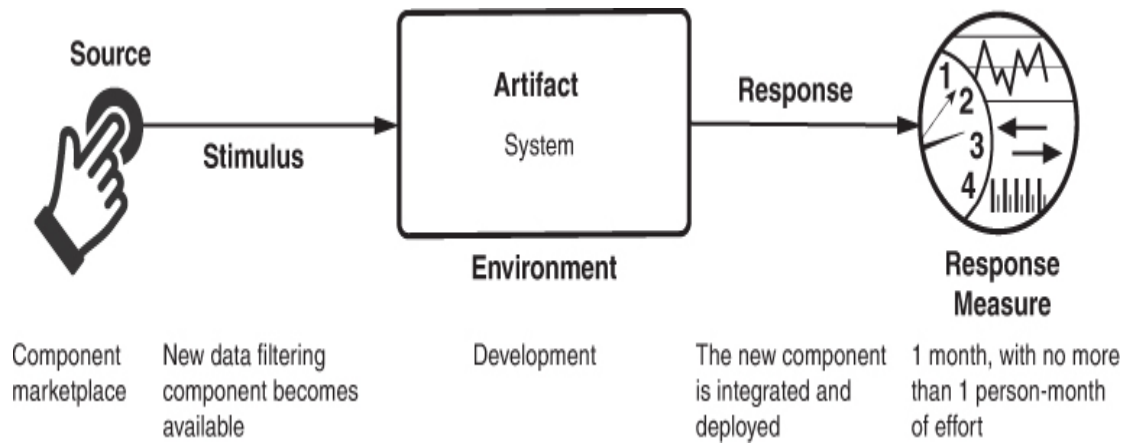 Source
Stimulus
Artifact
System
Environment
Response
1
2
3
4
Response
Measure
Component
marketplace
New data filtering
component becomes
available
Development
The new component
is integrated and
deployed
1 month, with no more
than 1 person-month
of effort